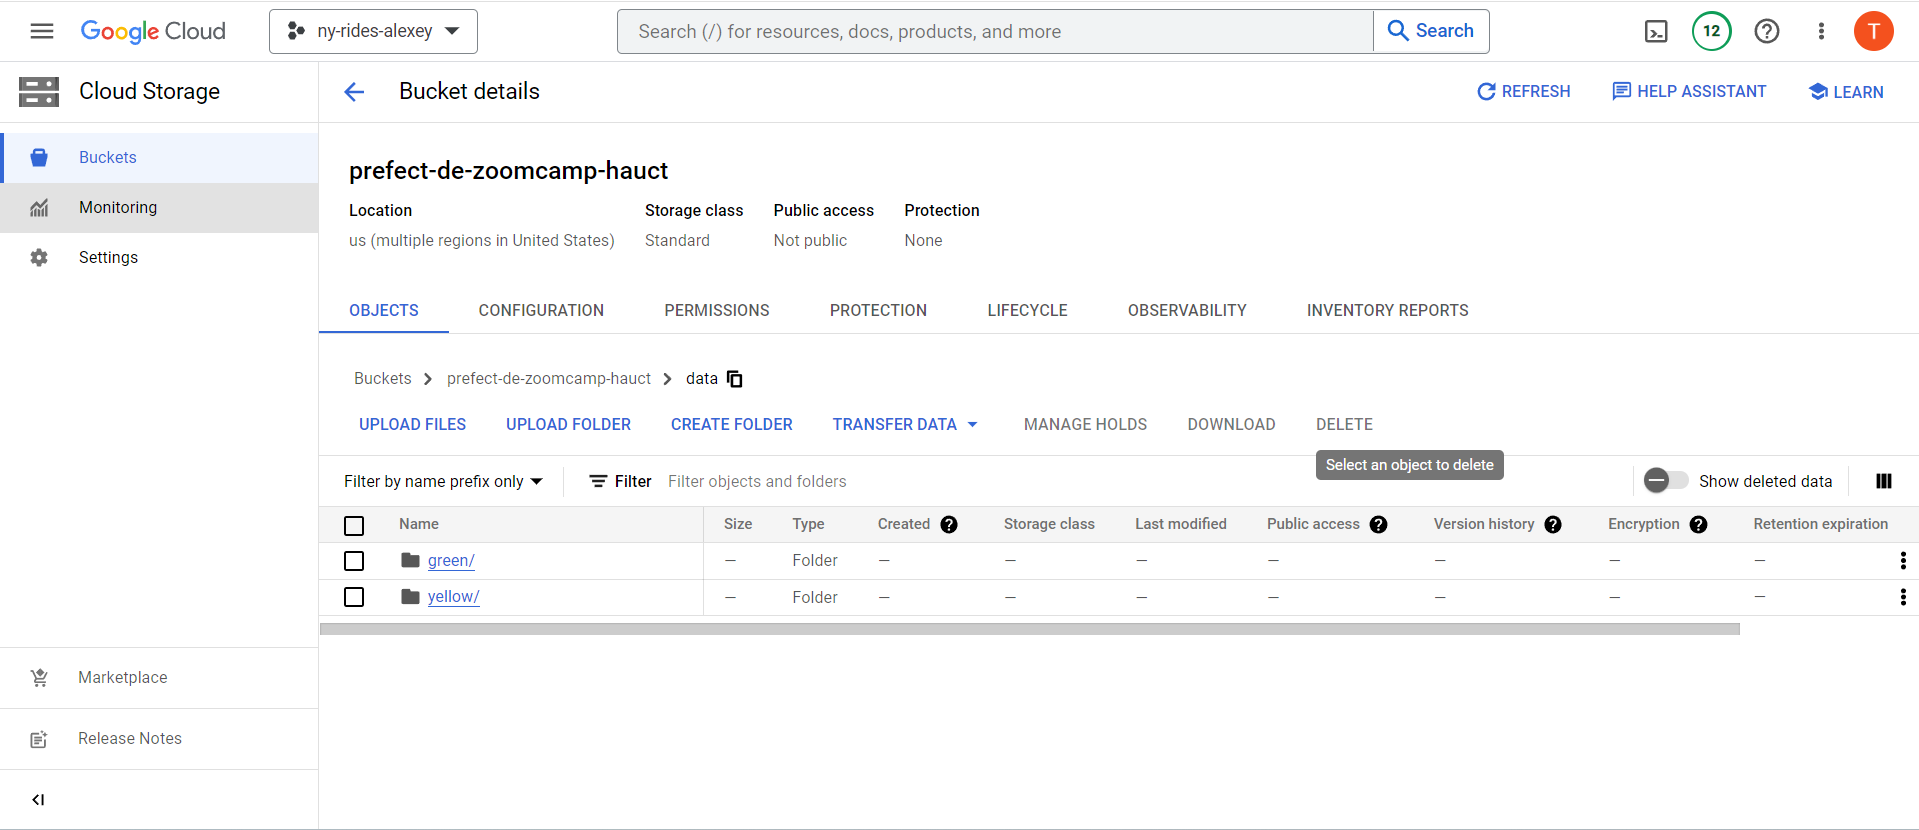 Google Cloud
ny-rides-alexey
Search (/) for resources, docs, products, and more
Search
12
T
Cloud Storage
Bucket details
REFRESH
HELP ASSISTANT
LEARN
Buckets
Monitoring
Settings
prefect-de-zoomcamp-hauct
Location Storage class Public access Protection
us (multiple regions in United States) Standard Not public None
OBJECTS CONFIGURATION PERMISSIONS PROTECTION LIFECYCLE OBSERVABILITY INVENTORY REPORTS
Buckets prefect-de-zoomcamp-hauct data
UPLOAD FILES UPLOAD FOLDER CREATE FOLDER TRANSFER DATA MANAGE HOLDS DOWNLOAD DELETE
Select an object to delete
Filter by name prefix only Filter Filter objects and folders Show deleted data
Name Size Type Created Storage class Last modified Public access Version history Encryption Retention expiration
green/ — Folder — — — — — — —
yellow/ — Folder — — — — — — —
Marketplace
Release Notes